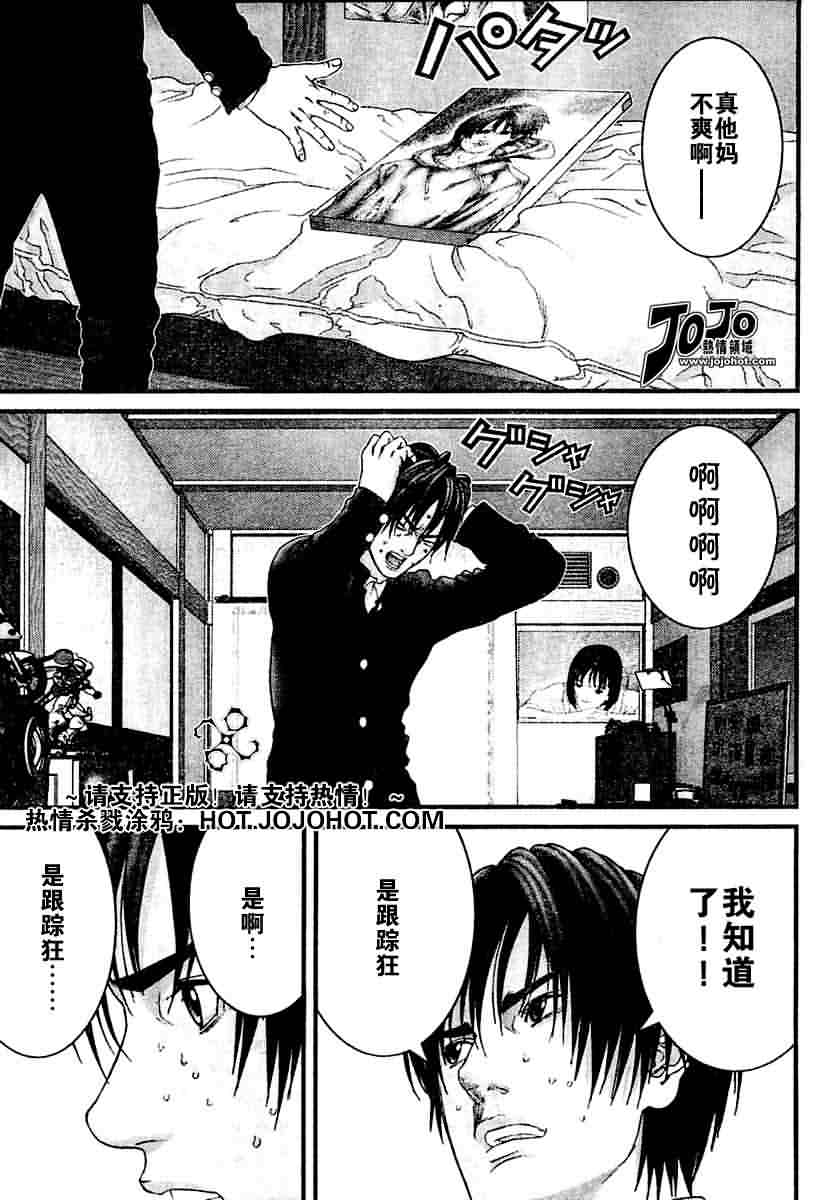 パタッ
真他妈
不爽啊——
JOJO
熱情領域
www.jojohot.com
グシャ
グシャ
啊啊啊啊
~请支持正版！请支持热情！~
热情杀戮涂鸦：HOT.JOJOHOT.COM
我知道
了！！
是跟踪狂
是啊…
是跟踪狂……